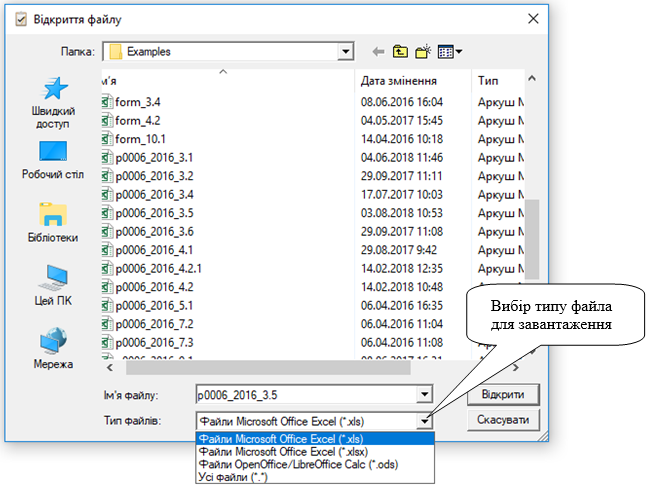 Відкриття файлу
Папка: Examples
м'я Дата змінення Тип
form_3.4 08.06.2016 16:04 Аркуш М
form_4.2 04.05.2017 15:45 Аркуш М
form_10.1 14.04.2016 10:18 Аркуш М
p0006_2016_3.1 04.06.2018 11:46 Аркуш М
p0006_2016_3.2 29.09.2017 11:11 Аркуш М
p0006_2016_3.4 17.07.2017 10:03 Аркуш М
p0006_2016_3.5 03.08.2018 10:53 Аркуш М
p0006_2016_3.6 29.09.2017 11:08 Аркуш М
p0006_2016_4.1 29.08.2017 9:42 Аркуш М
p0006_2016_4.2.1 14.02.2018 12:35 Аркуш М
p0006_2016_4.2 14.02.2018 10:48 Аркуш М
p0006_2016_5.1 06.04.2016 16:35 Аркуш М
p0006_2016_7.2 06.04.2016 11:04 Аркуш М
p0006_2016_7.3 06.04.2016 11:08 Аркуш М
Швидкий
доступ
Робочий стіл
Бібліотеки
Цей ПК
Мережа
Вибір типу файла
для завантаження
Ім'я файлу: p0006_2016_3.5 Відкрити
Тип файлів: Файли Microsoft Office Excel (*.xls) Скасувати
Файли Microsoft Office Excel (*.xls)
Файли Microsoft Office Excel (*.xlsx)
Файли OpenOffice/LibreOffice Calc (*.ods)
Усі файли (*.*)